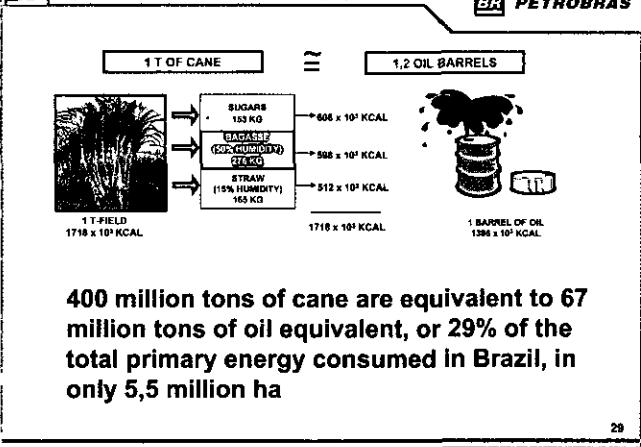 BR PETROBRAS
1 T OF CANE
≅
1,2 OIL BARRELS
SUGARS
153 KG
608 x 10³ KCAL
BAGASSE
(50% HUMIDITY)
276 KG
598 x 10³ KCAL
STRAW
(15% HUMIDITY)
165 KG
512 x 10³ KCAL
1 T-FIELD
1718 x 10³ KCAL
1718 x 10³ KCAL
1 BARREL OF OIL
1386 x 10³ KCAL
400 million tons of cane are equivalent to 67
million tons of oil equivalent, or 29% of the
total primary energy consumed in Brazil, in
only 5,5 million ha
29